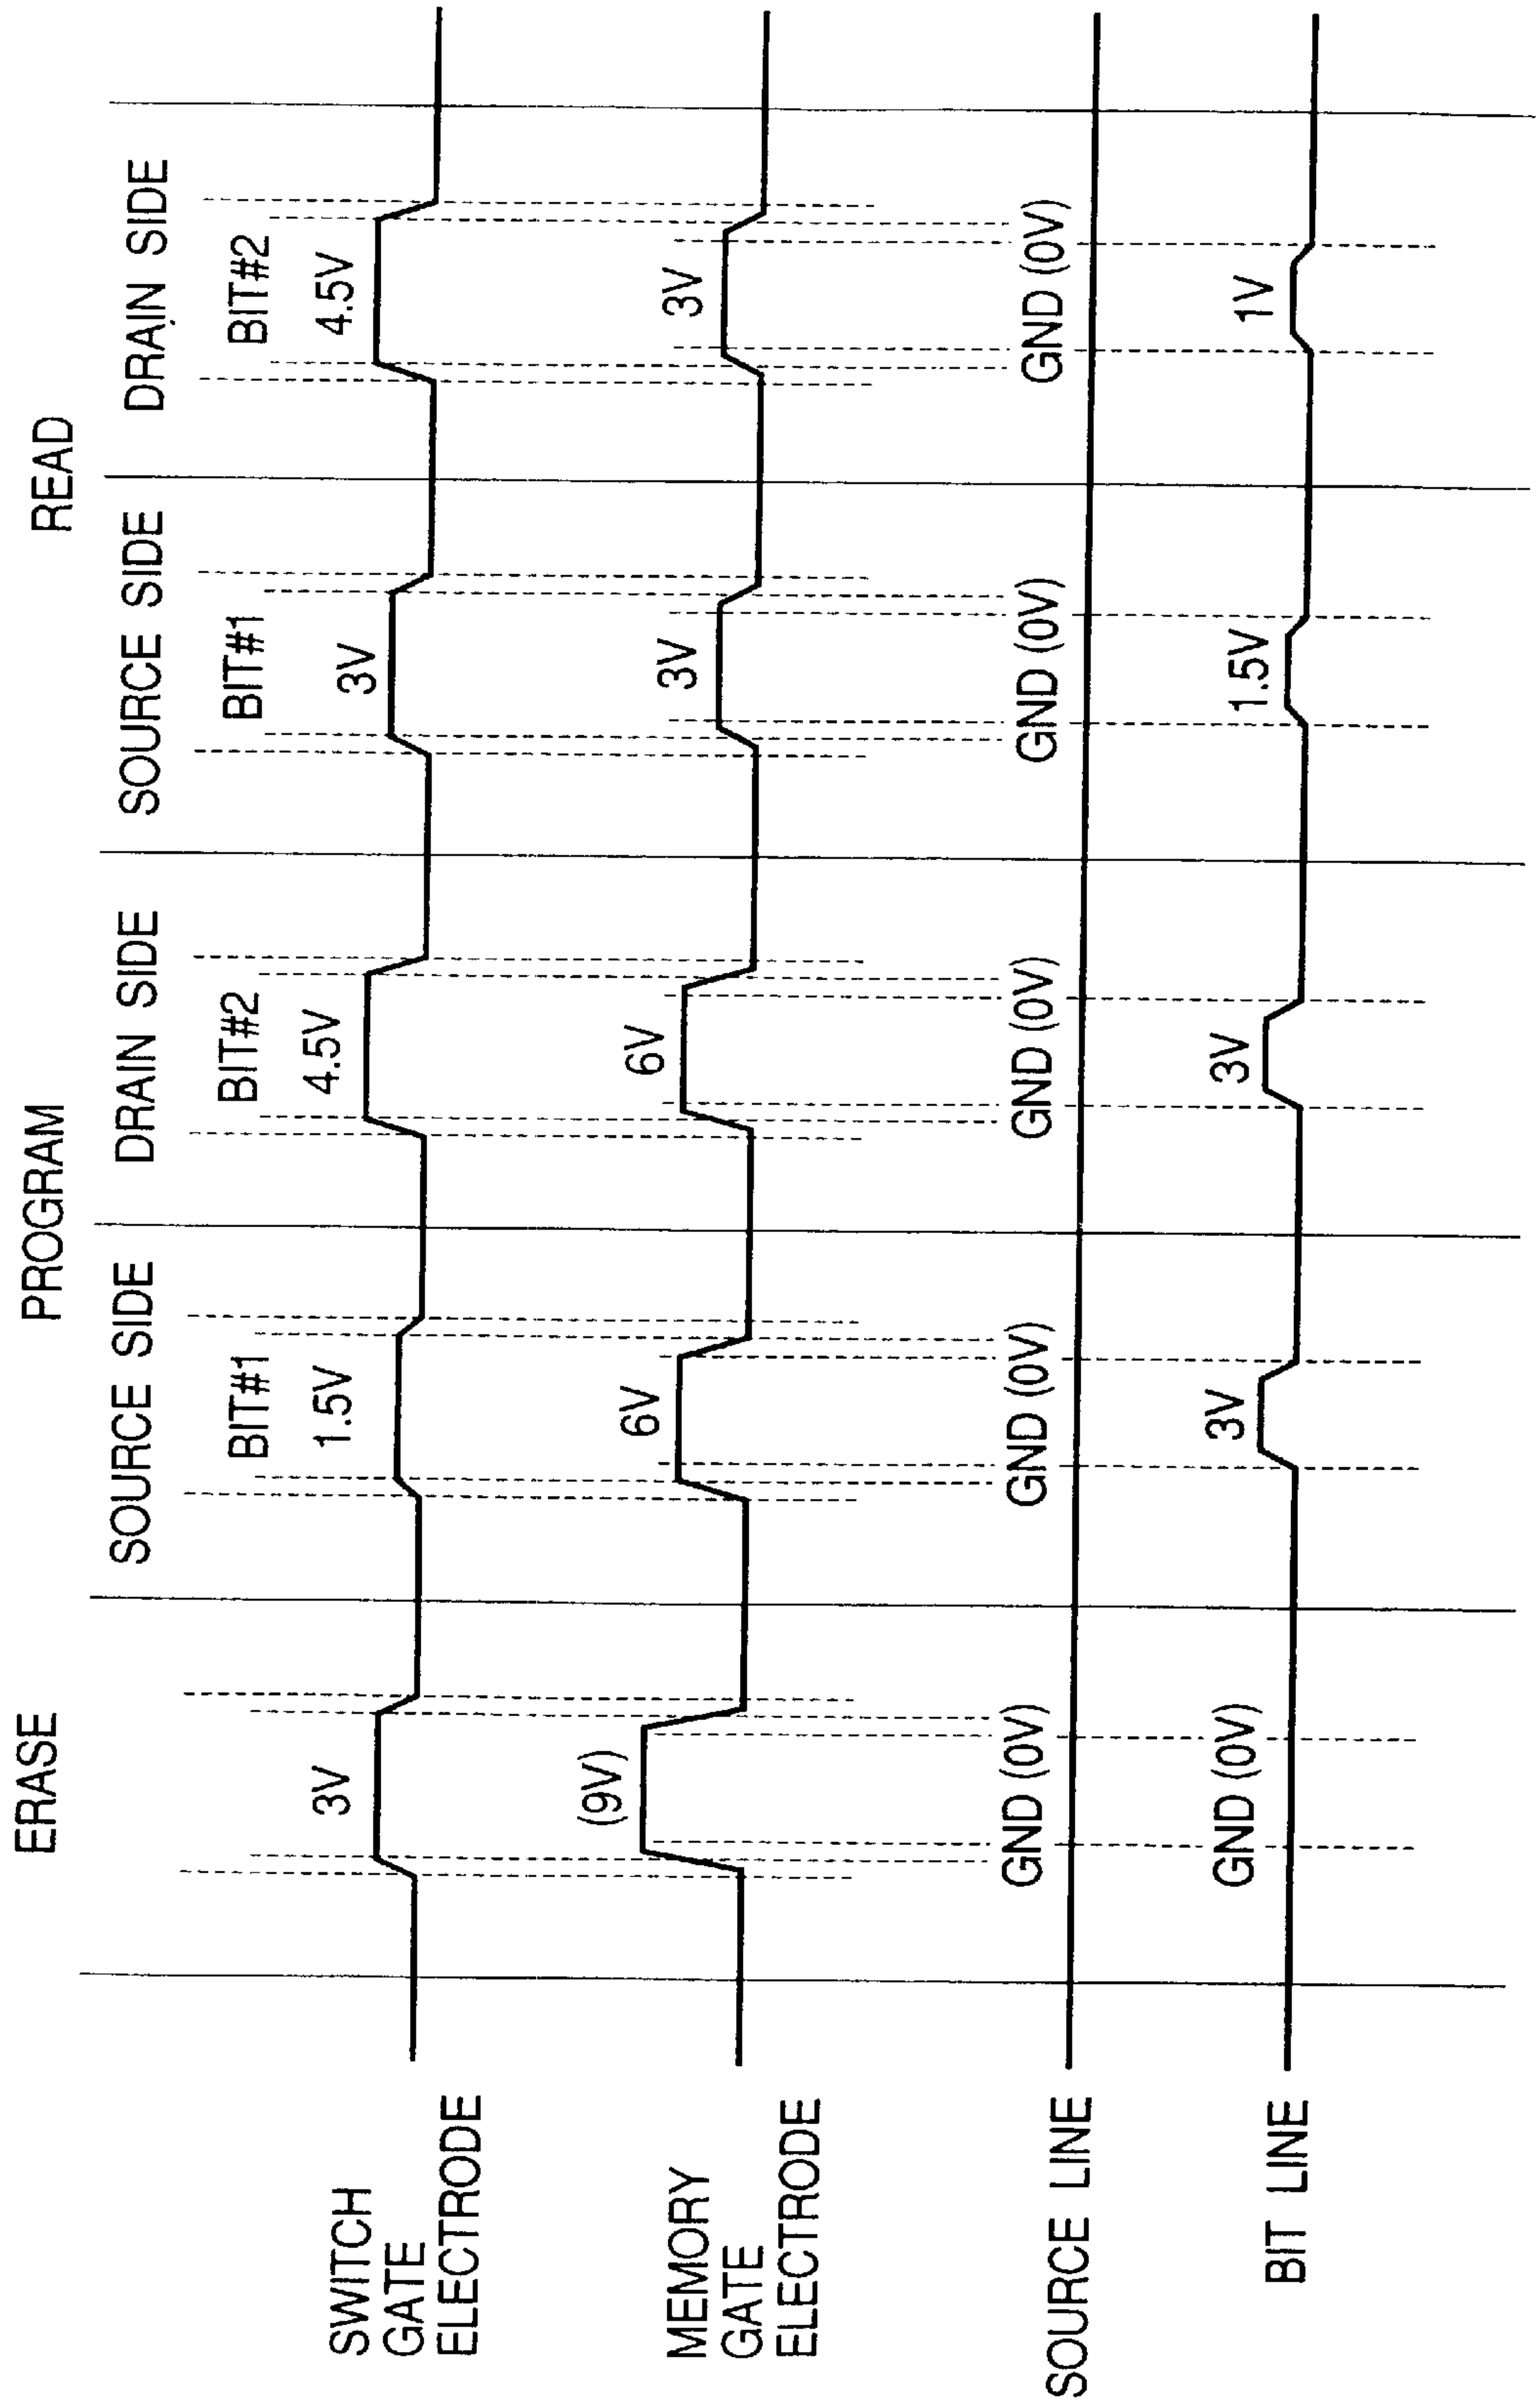 ERASE
PROGRAM
READ
SOURCE SIDE
DRAIN SIDE
SOURCE SIDE
DRAIN SIDE
BIT#1
BIT#2
BIT#1
BIT#2
SWITCH
GATE
ELECTRODE
3V
1.5V
4.5V
3V
4.5V
MEMORY
GATE
ELECTRODE
(9V)
6V
6V
3V
3V
SOURCE LINE
GND (0V)
GND (0V)
GND (0V)
GND (0V)
GND (0V)
BIT LINE
GND (0V)
3V
3V
1.5V
1V